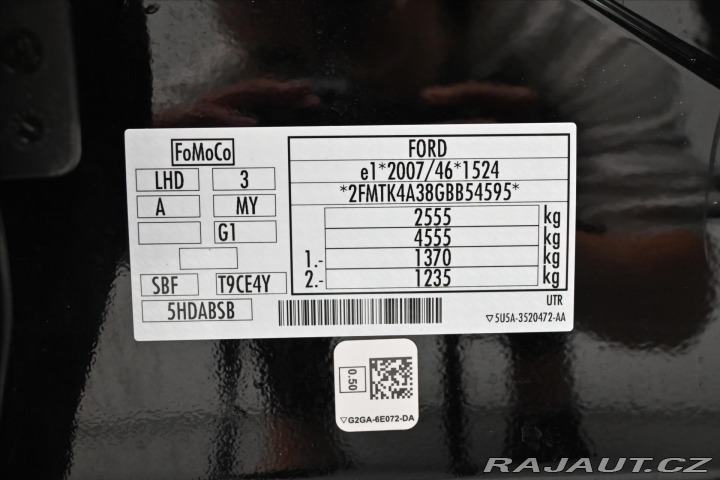 FoMoCo
LHD 3
A MY
G1
SBF T9CE4Y
5HDABSB
FORD
e1*2007/46*1524
*2FMTK4A38GBB54595*
2555 kg
4555 kg
1.- 1370 kg
2.- 1235 kg
UTR
▽5U5A-3520472-AA
0.50
▽G2GA-6E072-DA
RAJAUT.CZ